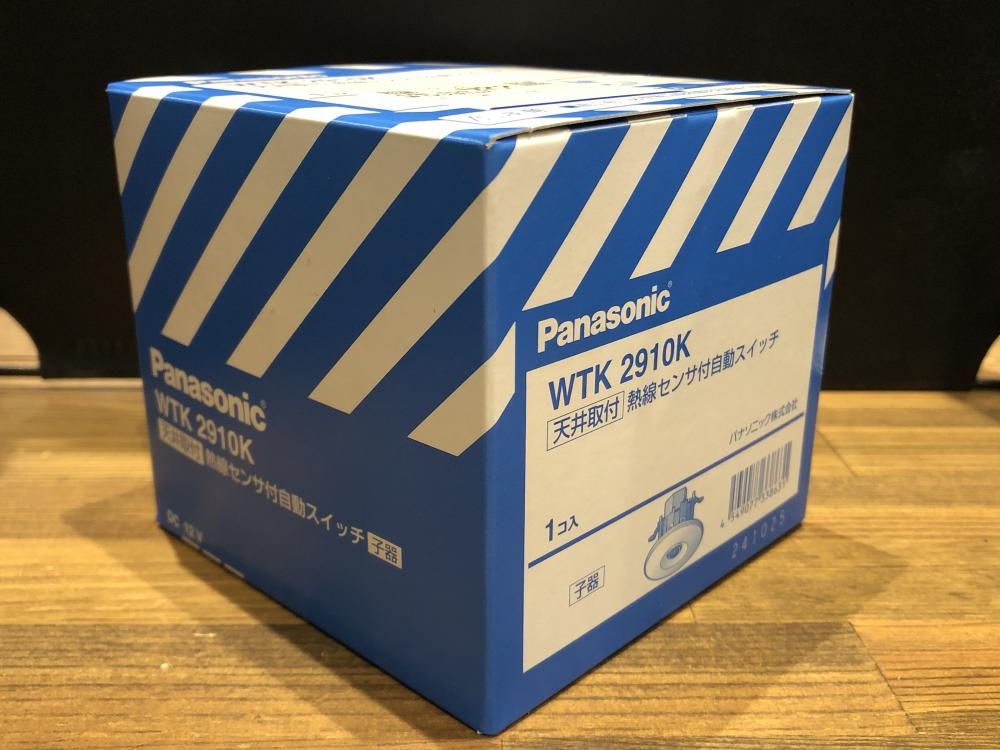 Panasonic
WTK 2910K
天井取付 熱線センサ付自動スイッチ
子器
DC 12V
Panasonic
WTK 2910K
天井取付 熱線センサ付自動スイッチ
パナソニック株式会社
1コ入
子器
4 549077 538631
241025